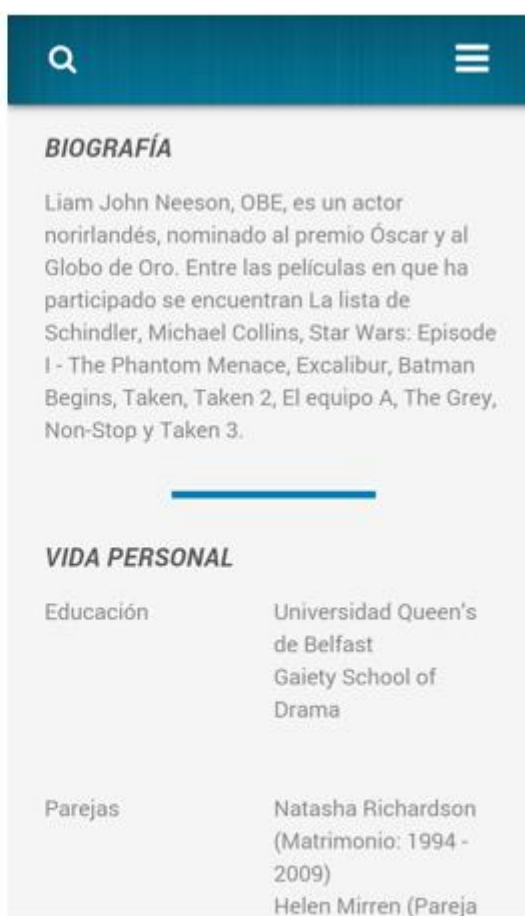 BIOGRAFÍA
Liam John Neeson, OBE, es un actor
norirlandés, nominado al premio Óscar y al
Globo de Oro. Entre las películas en que ha
participado se encuentran La lista de
Schindler, Michael Collins, Star Wars: Episode
I - The Phantom Menace, Excalibur, Batman
Begins, Taken, Taken 2, El equipo A, The Grey,
Non-Stop y Taken 3.
VIDA PERSONAL
Educación
Universidad Queen's
de Belfast
Gaiety School of
Drama
Parejas
Natasha Richardson
(Matrimonio: 1994 -
2009)
Helen Mirren (Pareja